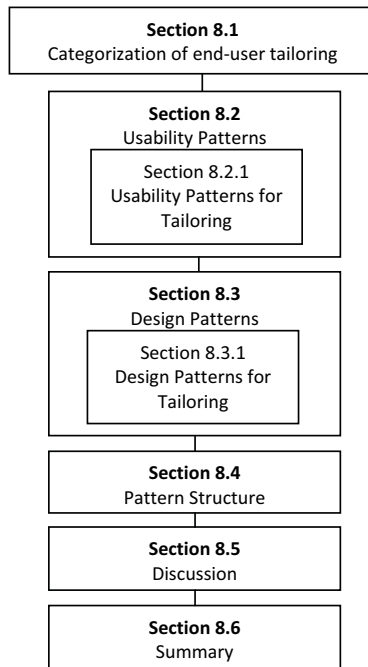 Section 8.1
Categorization of end-user tailoring
Section 8.2
Usability Patterns
Section 8.2.1
Usability Patterns for
Tailoring
Section 8.3
Design Patterns
Section 8.3.1
Design Patterns for
Tailoring
Section 8.4
Pattern Structure
Section 8.5
Discussion
Section 8.6
Summary